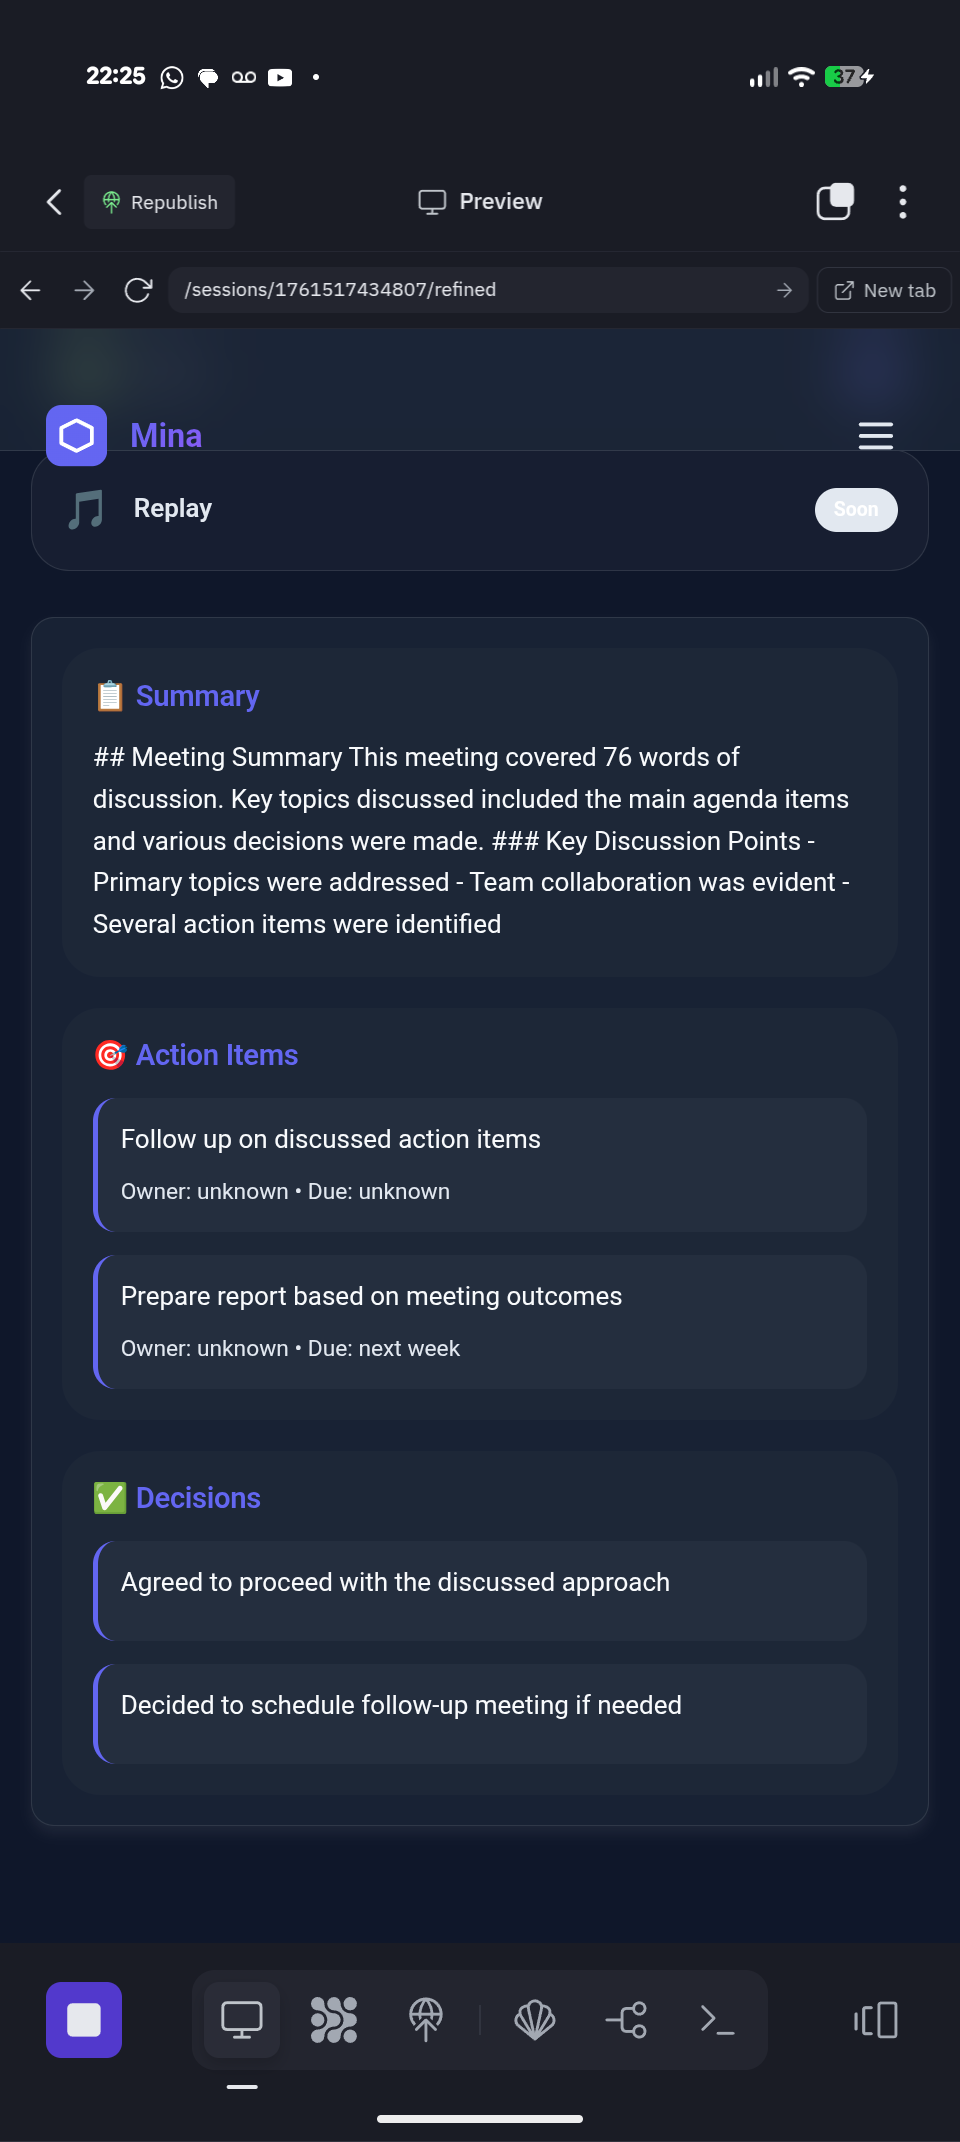 22:25
37
Republish
Preview
/sessions/1761517434807/refined
New tab
Mina
Replay
Soon
📋 Summary
## Meeting Summary This meeting covered 76 words of
discussion. Key topics discussed included the main agenda items
and various decisions were made. ### Key Discussion Points -
Primary topics were addressed - Team collaboration was evident -
Several action items were identified
🎯 Action Items
Follow up on discussed action items
Owner: unknown • Due: unknown
Prepare report based on meeting outcomes
Owner: unknown • Due: next week
✅ Decisions
Agreed to proceed with the discussed approach
Decided to schedule follow-up meeting if needed